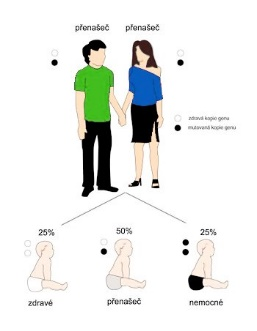 přenašeč přenašeč
zdravá kopie genu
mutovaná kopie genu
25% 50% 25%
zdravé přenašeč nemocné